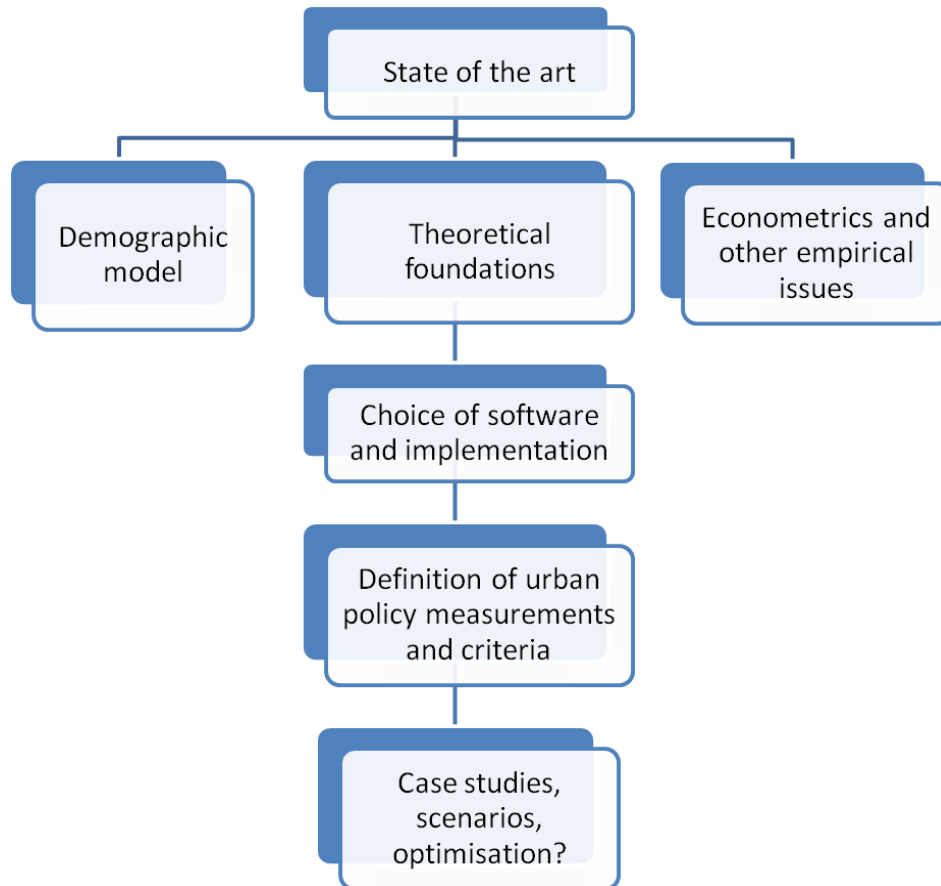 State of the art
Demographic
model
Theoretical
foundations
Econometrics and
other empirical
issues
Choice of software
and implementation
Definition of urban
policy measurements
and criteria
Case studies,
scenarios,
optimisation?